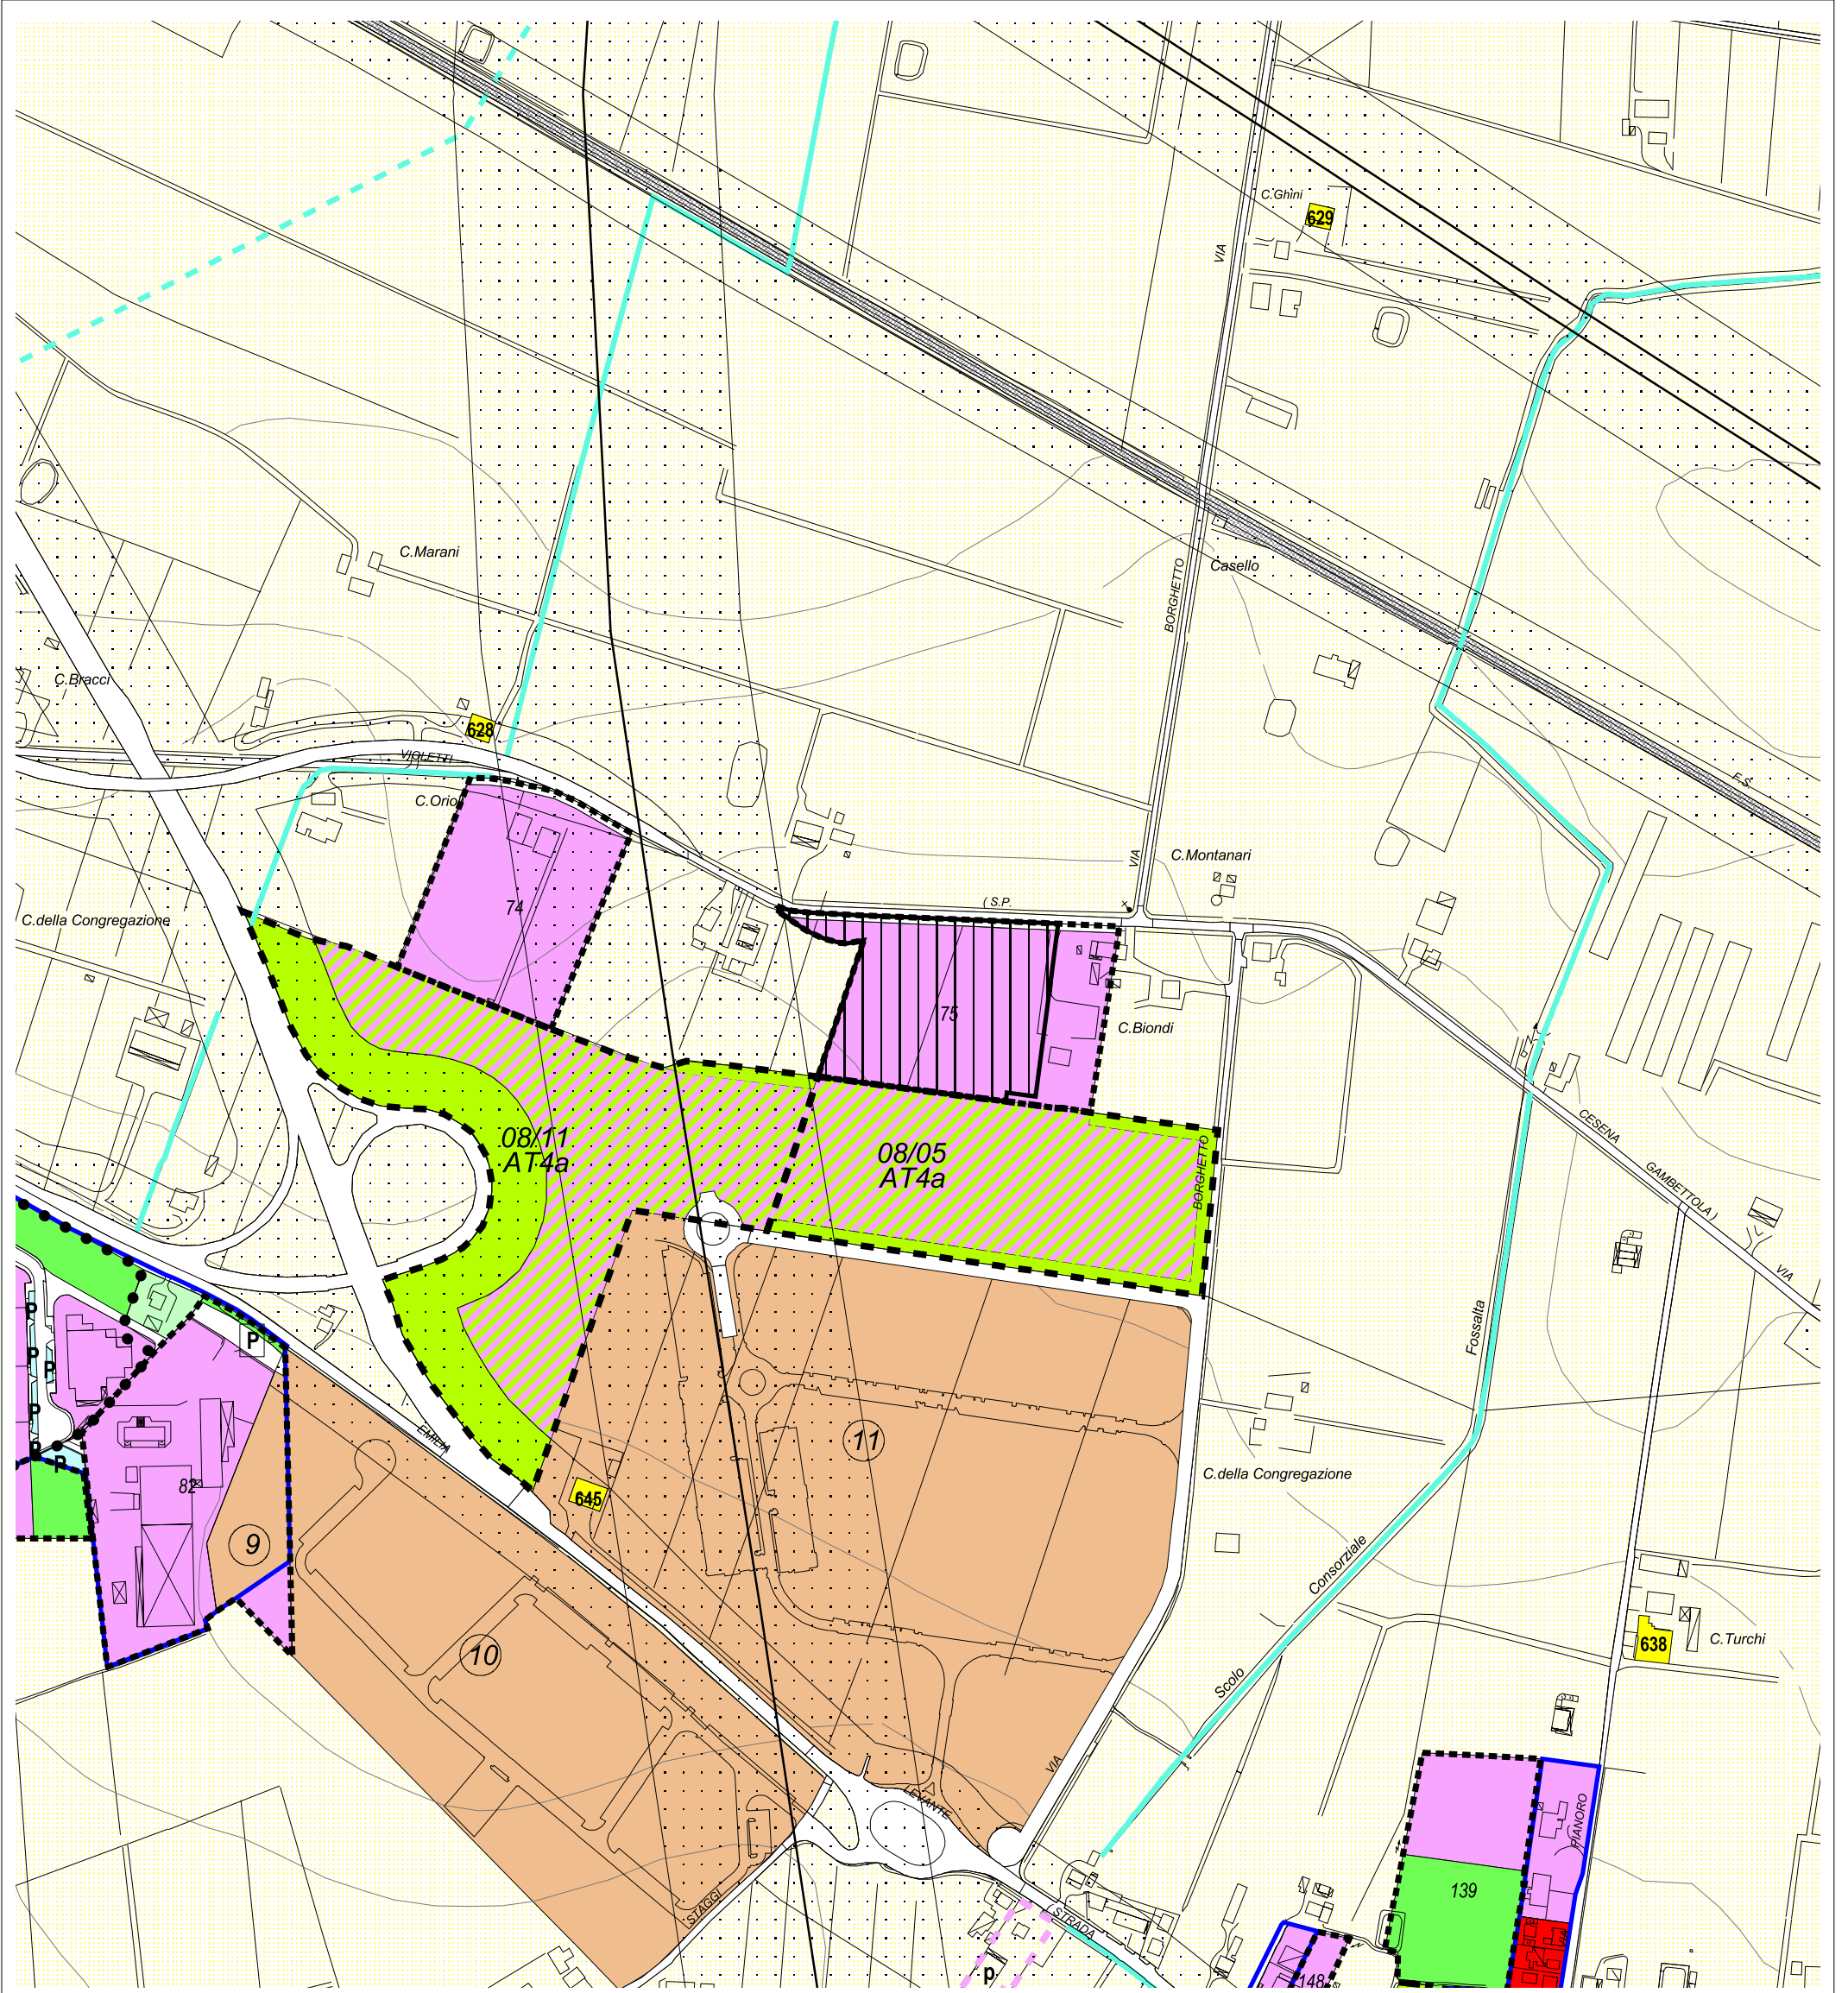 C.Ghini
629
VIA
C.Marani
Casello
BORGHETTO
C.Bracci
628
VIOLETTI
F.S.
C.Orioli
VIA
C.Montanari
74
( S.P.
C.della Congregazione
75
C.Biondi
CESENA
08/11
AT4a
08/05
AT4a
BORGHETTO
GAMBETTOLA )
VIA
P
P
P
P
Fossalta
P
EMILIA
11
P
P
C.della Congregazione
82
645
9
Consorziale
10
638
C.Turchi
Scolo
VIA
LEVANTE
PIANORO
139
STAGGI
( STRADA
p
148